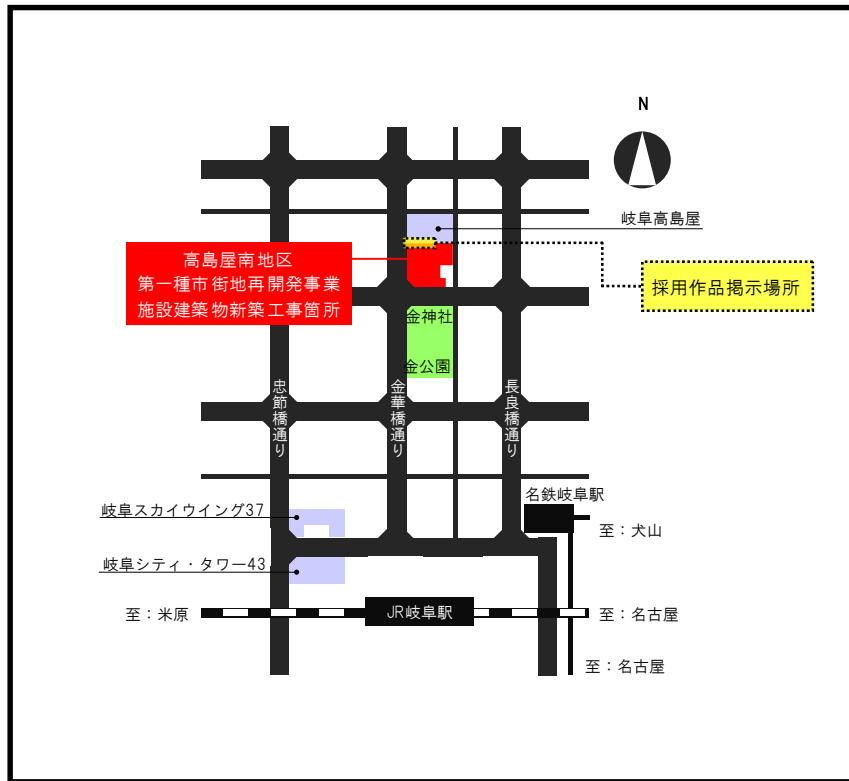 N
岐阜高島屋
高島屋南地区
第一種市街地再開発事業
施設建築物新築工事箇所
採用作品掲示場所
金神社
金公園
忠節橋通り
金華橋通り
長良橋通り
名鉄岐阜駅
岐阜スカイウイング37
至：犬山
岐阜シティ・タワー43
至：米原
JR岐阜駅
至：名古屋
至：名古屋